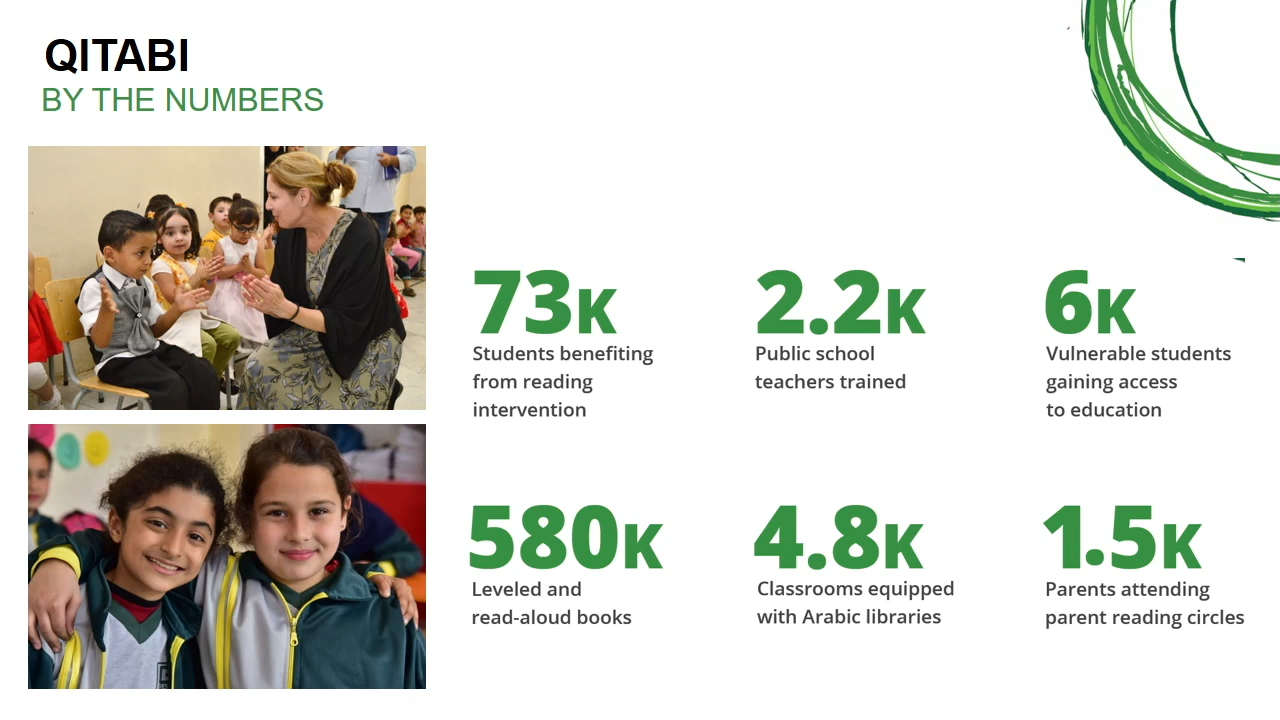 QITABI
BY THE NUMBERS
73K
Students benefiting
from reading
intervention
2.2K
Public school
teachers trained
6K
Vulnerable students
gaining access
to education
580K
Leveled and
read-aloud books
4.8K
Classrooms equipped
with Arabic libraries
1.5K
Parents attending
parent reading circles